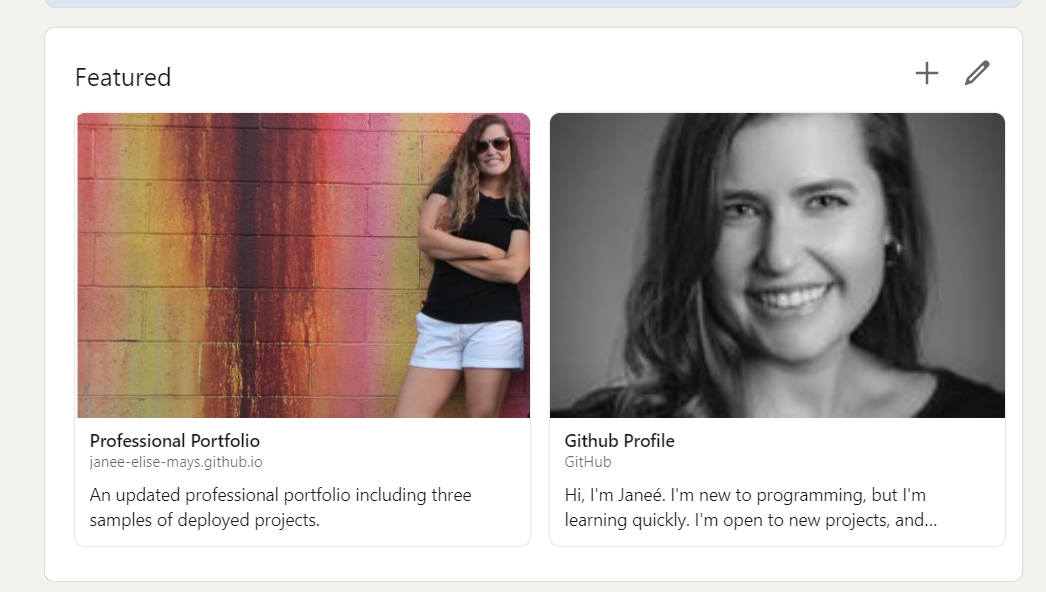 Featured
Professional Portfolio
janee-elise-mays.github.io
An updated professional portfolio including three
samples of deployed projects.
Github Profile
GitHub
Hi, I'm Janeé. I'm new to programming, but I'm
learning quickly. I'm open to new projects, and...